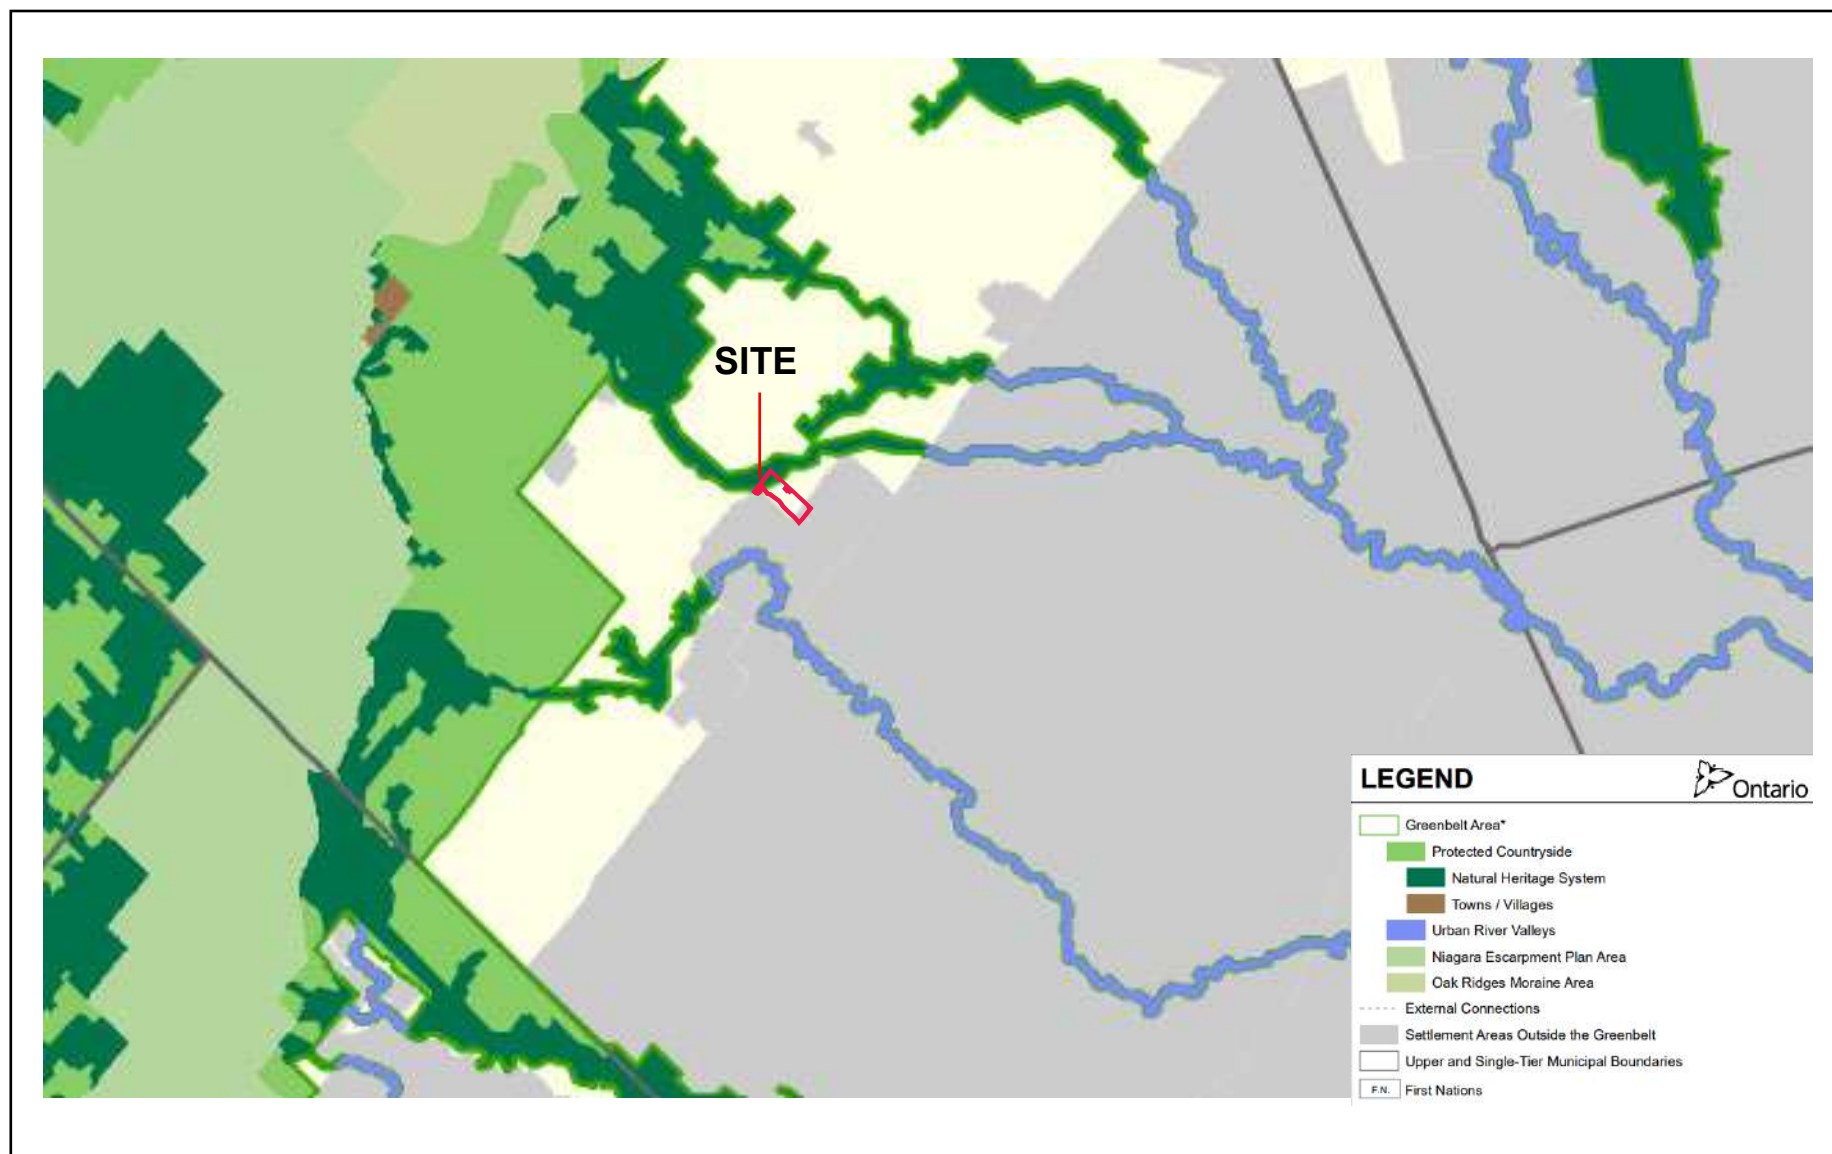 SITE
LEGEND
Ontario
Greenbelt Area*
Protected Countryside
Natural Heritage System
Towns / Villages
Urban River Valleys
Niagara Escarpment Plan Area
Oak Ridges Moraine Area
External Connections
Settlement Areas Outside the Greenbelt
Upper and Single-Tier Municipal Boundaries
F.N. First Nations